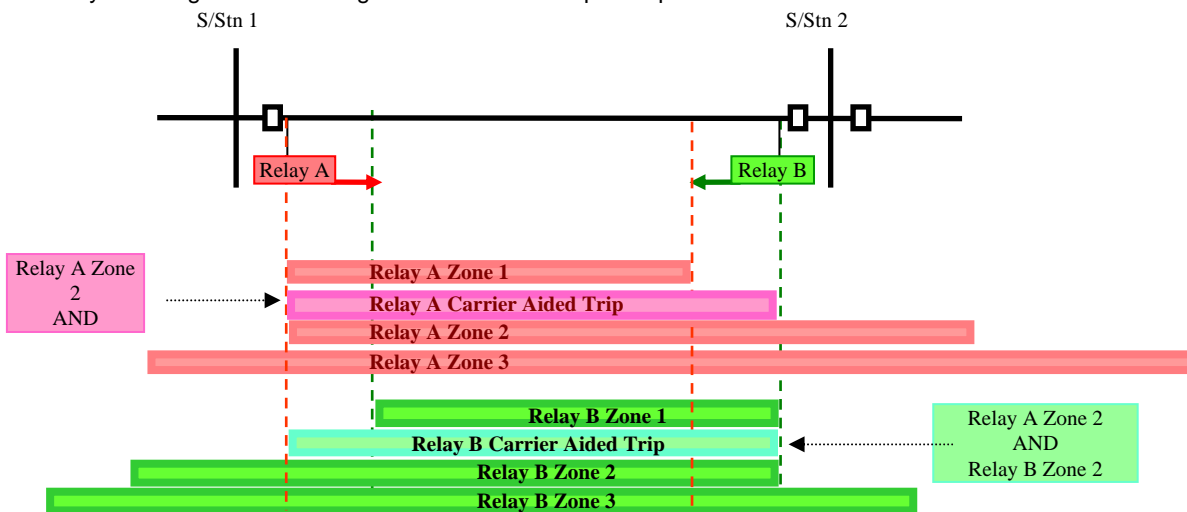 S/Stn 1
S/Stn 2
Relay A
Relay B
Relay A Zone
2
AND
Relay A Zone 1
Relay A Carrier Aided Trip
Relay A Zone 2
Relay A Zone 3
Relay B Zone 1
Relay B Carrier Aided Trip
Relay B Zone 2
Relay B Zone 3
Relay A Zone 2
AND
Relay B Zone 2